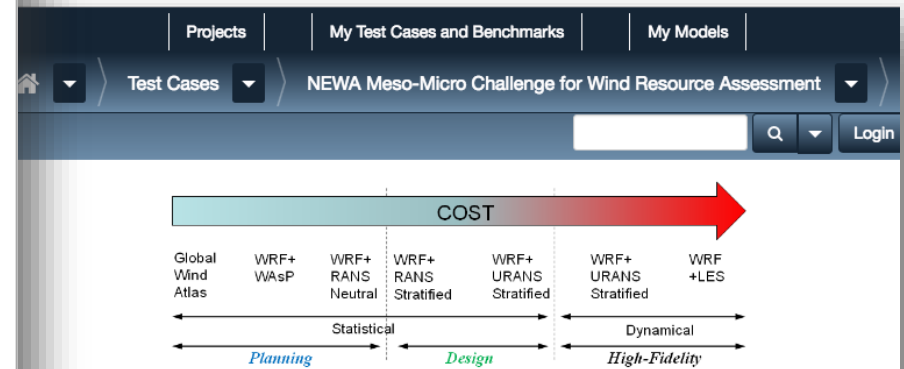 Projects My Test Cases and Benchmarks My Models
Test Cases NEWA Meso-Micro Challenge for Wind Resource Assessment
Login
COST
Global Wind Atlas
WRF+ WAsP
WRF+ RANS Neutral
WRF+ RANS Stratified
WRF+ URANS Stratified
WRF+ URANS Stratified
WRF +LES
Statistical Dynamical
Planning Design High-Fidelity